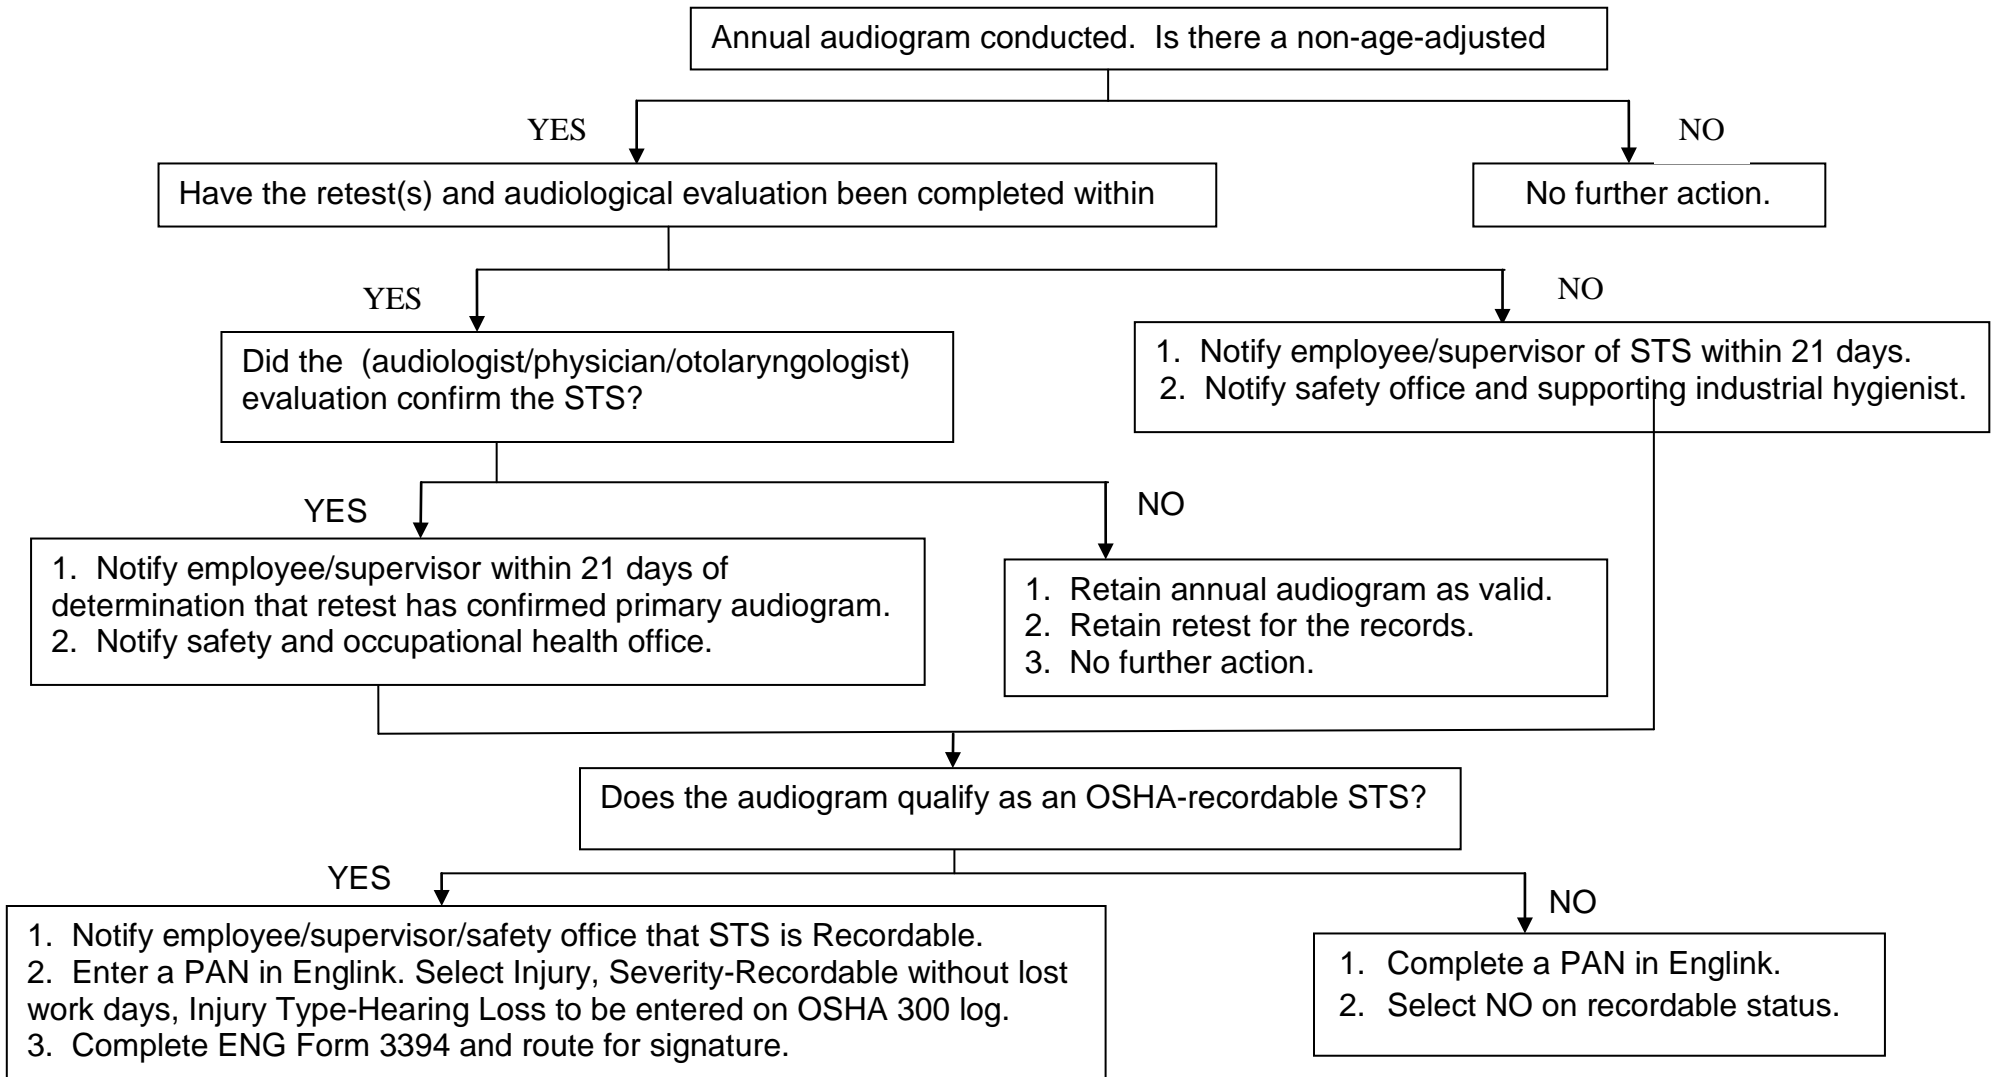 Annual audiogram conducted.  Is there a non-age-adjusted
YES
NO
Have the retest(s) and audiological evaluation been completed within
No further action.
YES
NO
Did the  (audiologist/physician/otolaryngologist)
evaluation confirm the STS?
1.  Notify employee/supervisor of STS within 21 days.
2.  Notify safety office and supporting industrial hygienist.
YES
NO
1.  Notify employee/supervisor within 21 days of
determination that retest has confirmed primary audiogram.
2.  Notify safety and occupational health office.
1.  Retain annual audiogram as valid.
2.  Retain retest for the records.
3.  No further action.
Does the audiogram qualify as an OSHA-recordable STS?
YES
NO
1.  Notify employee/supervisor/safety office that STS is Recordable.
2.  Enter a PAN in Englink. Select Injury, Severity-Recordable without lost
work days, Injury Type-Hearing Loss to be entered on OSHA 300 log.
3.  Complete ENG Form 3394 and route for signature.
1.  Complete a PAN in Englink.
2.  Select NO on recordable status.